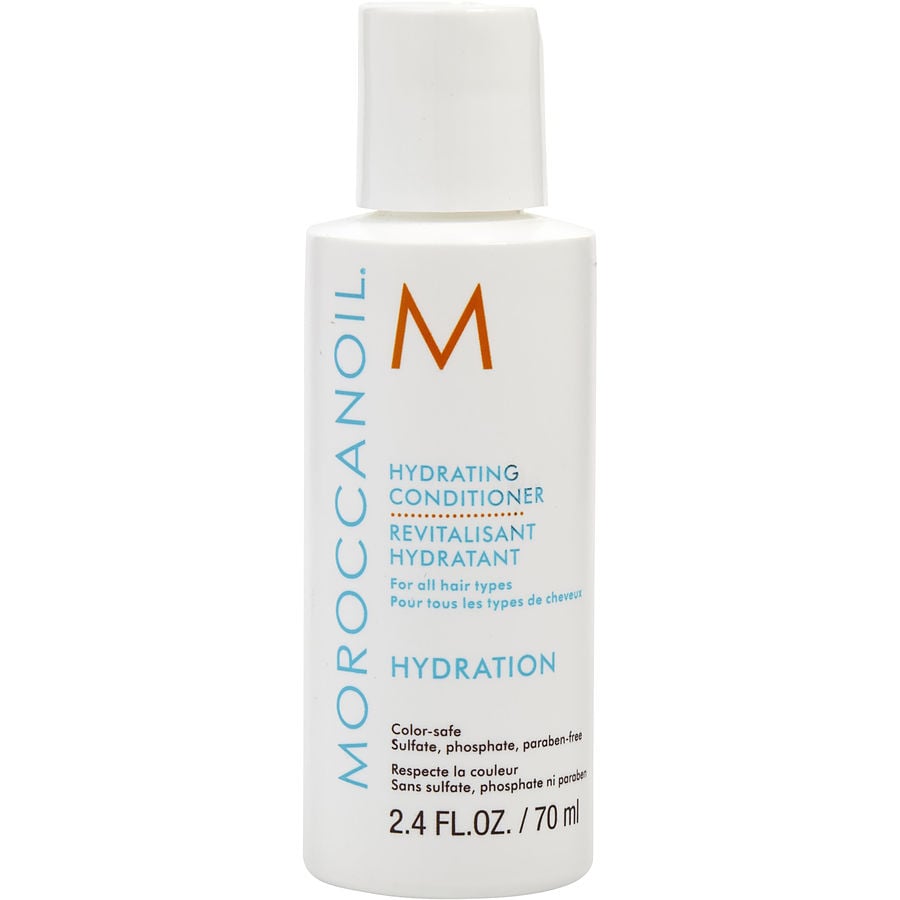 MOROCCANOIL.
M
HYDRATING
CONDITIONER
REVITALISANT
HYDRATANT
For all hair types
Pour tous les types de cheveux
HYDRATION
Color-safe
Sulfate, phosphate, paraben-free
Respecte la couleur
Sans sulfate, phosphate ni paraben
2.4 FL.OZ. / 70 ml